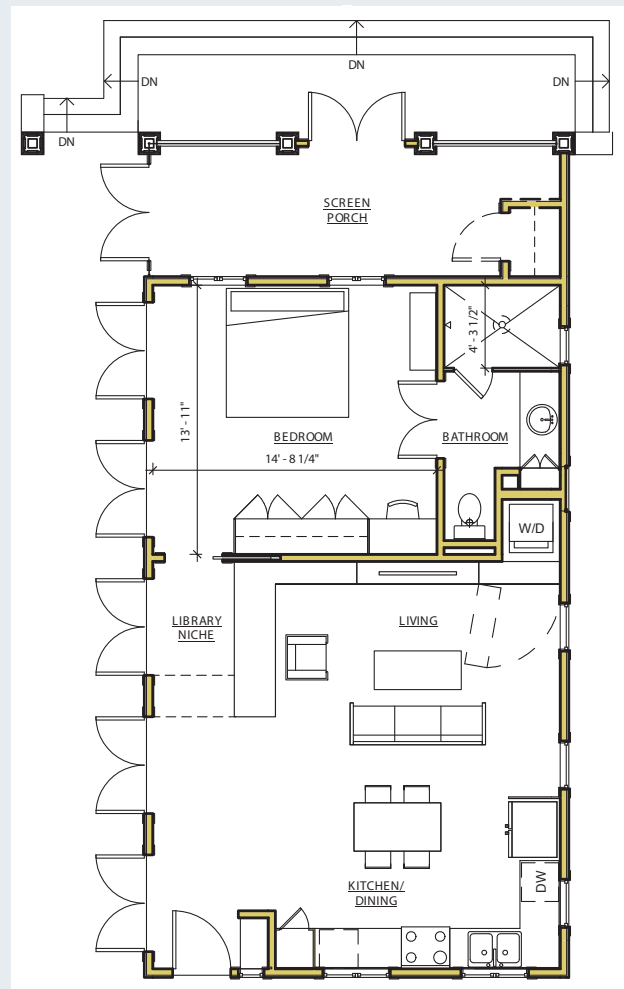 DN
DN
DN
DN
SCREEN
PORCH
4' - 3 1/2"
13' - 11"
BEDROOM
BATHROOM
14' - 8 1/4"
W/D
LIBRARY
NICHE
LIVING
DW
KITCHEN/
DINING